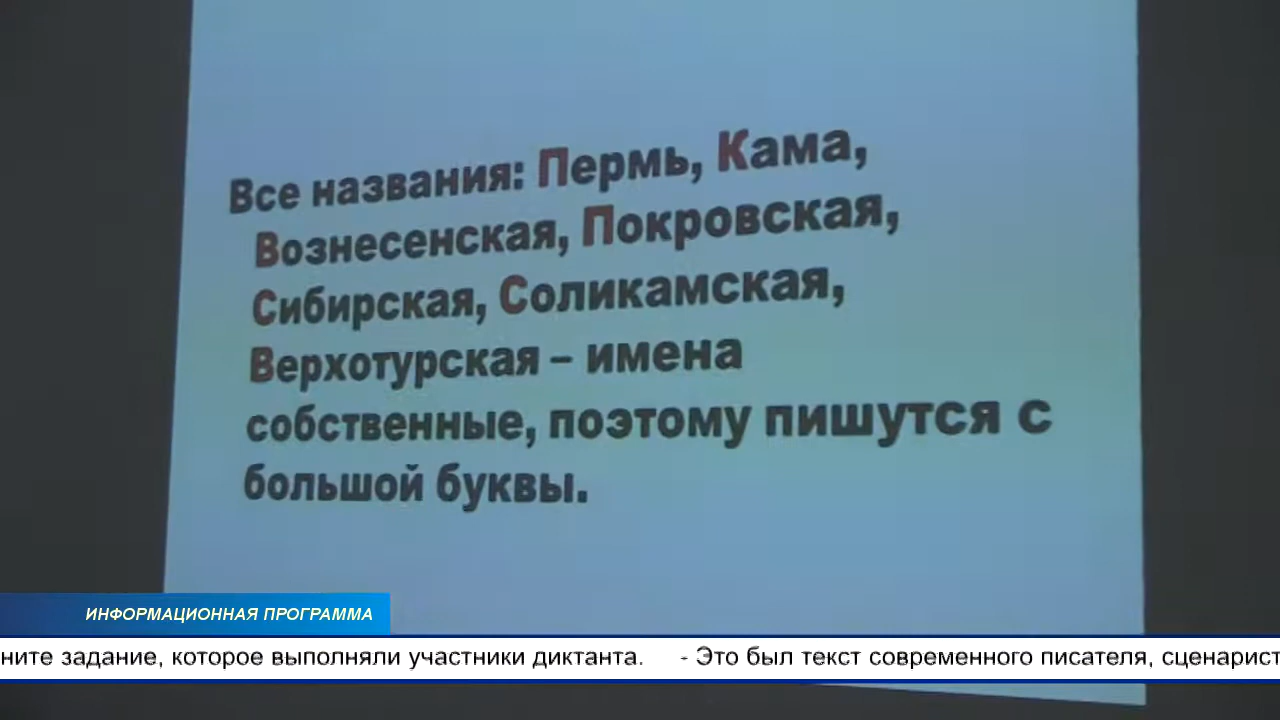 Все названия: Пермь, Кама,
Вознесенская, Покровская,
Сибирская, Соликамская,
Верхотурская – имена
собственные, поэтому пишутся с
большой буквы.
ИНФОРМАЦИОННАЯ ПРОГРАММА
ните задание, которое выполняли участники диктанта. - Это был текст современного писателя, сценарист